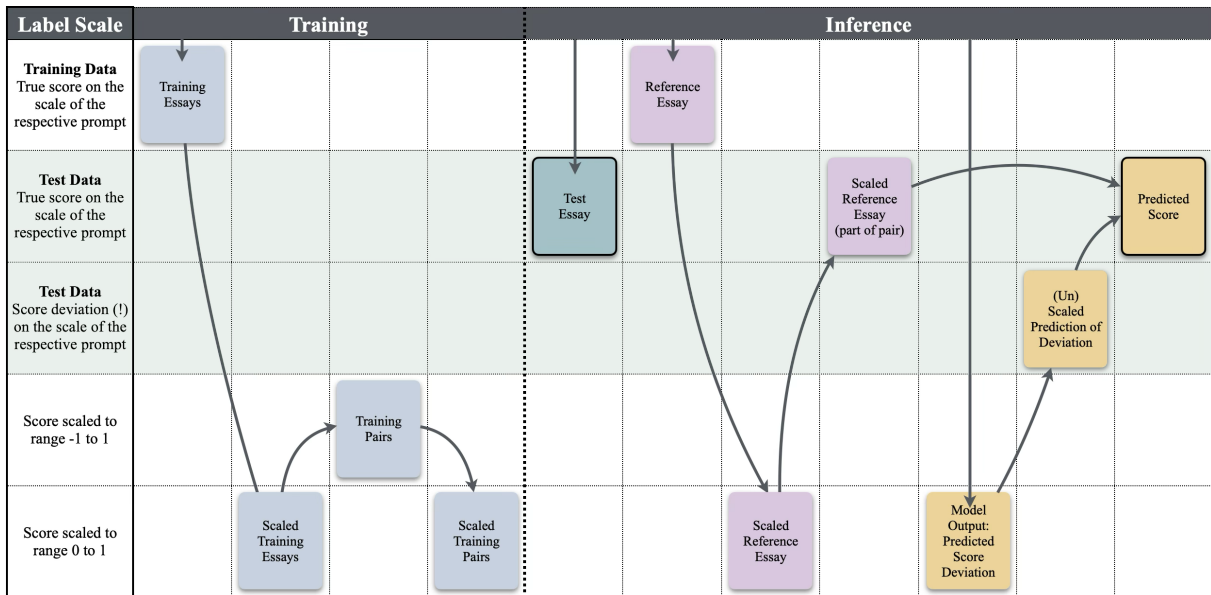 Label Scale
Training
Inference
Training Data
True score on the
scale of the
respective prompt
Training
Essays
Reference
Essay
Test Data
True score on the
scale of the
respective prompt
Test
Essay
Scaled
Reference
Essay
(part of pair)
Predicted
Score
Test Data
Score deviation (!)
on the scale of the
respective prompt
(Un)
Scaled
Prediction of
Deviation
Score scaled to
range -1 to 1
Training
Pairs
Score scaled to
range 0 to 1
Scaled
Training
Essays
Scaled
Training
Pairs
Scaled
Reference
Essay
Model
Output:
Predicted
Score
Deviation